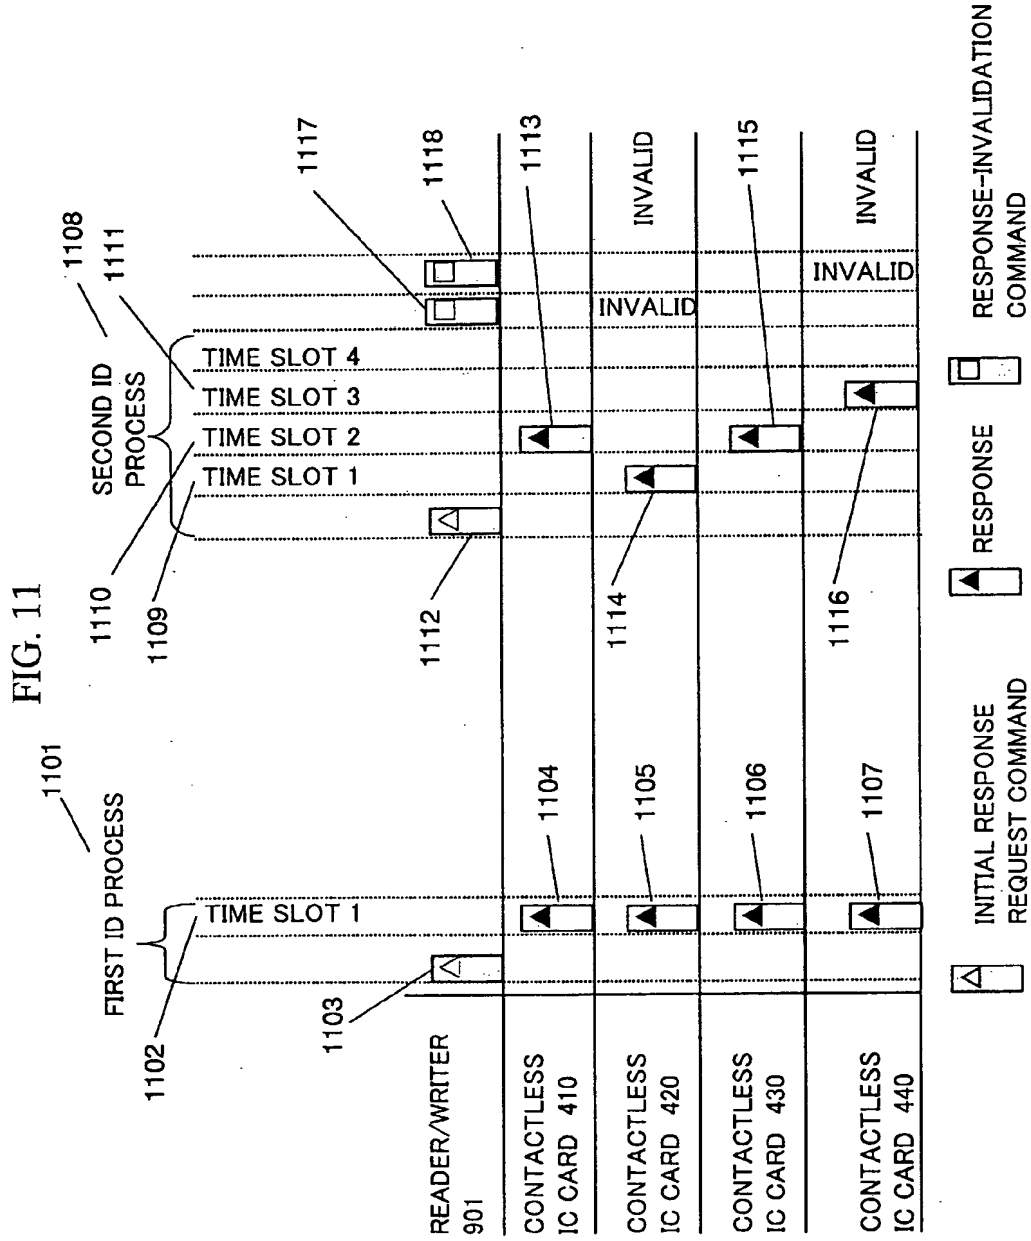 FIG. 11
1101
FIRST ID PROCESS
1102
TIME SLOT 1
1103
1108
1111
SECOND ID
PROCESS
1110
1109
TIME SLOT 1
TIME SLOT 2
TIME SLOT 3
TIME SLOT 4
1117
1118
1112
READER/WRITER
901
CONTACTLESS
IC CARD 410
1104
1113
CONTACTLESS
IC CARD 420
1105
1114
INVALID
INVALID
CONTACTLESS
IC CARD 430
1106
1115
CONTACTLESS
IC CARD 440
1107
1116
INVALID
INVALID
INITIAL RESPONSE
REQUEST COMMAND
RESPONSE
RESPONSE-INVALIDATION
COMMAND